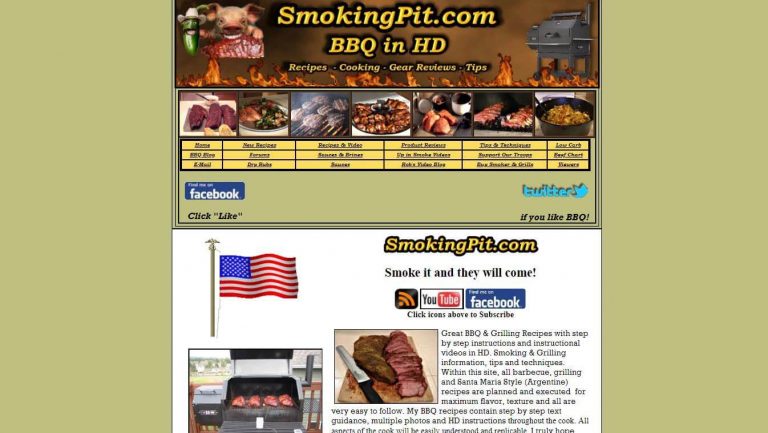 SmokingPit.com
BBQ in HD
Recipes - Cooking - Gear Reviews - Tips
Home New Recipes Recipes & Video Product Reviews Tips & Techniques Low Carb
BBQ Blog Forums Sauces & Brines Up in Smoke Videos Support Our Troops Beef Chart
E-Mail Dry Rubs Sauces Rob's Video Blog Buy Smoker & Grills Viewers
Find me on
facebook
twitter
Click "Like"
if you like BBQ!
SmokingPit.com
Smoke it and they will come!
You Tube
Find me on
facebook
Click icons above to Subscribe
Great BBQ & Grilling Recipes with step
by step instructions and instructional
videos in HD. Smoking & Grilling
information, tips and techniques.
Within this site, all barbecue, grilling
and Santa Maria Style (Argentine)
recipes are planned and executed for
maximum flavor, texture and all are
very easy to follow. My BBQ recipes contain step by step text
guidance, multiple photos and HD instructions throughout the cook. All
aspects of the cook will be easily understood and replicable. I truly hope